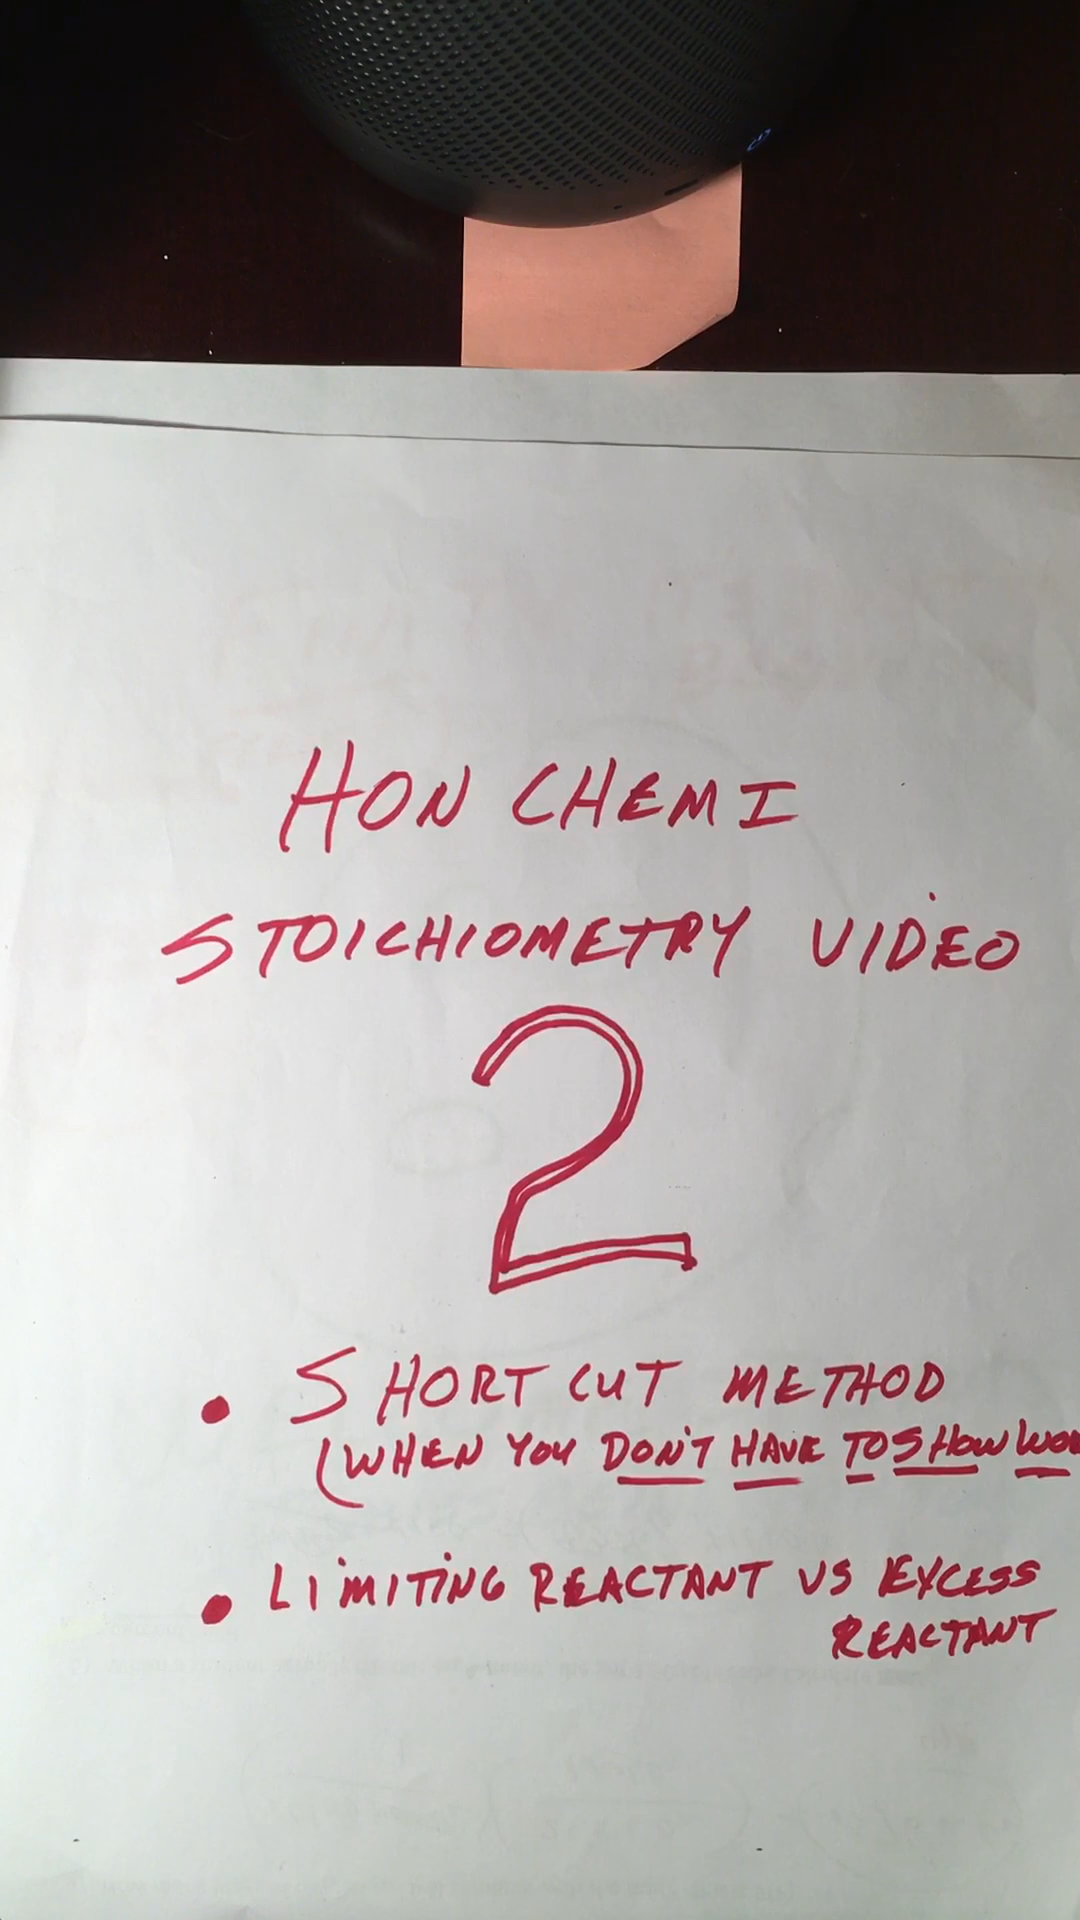 HON CHEM I
STOICHIOMETRY VIDEO
2
• SHORT CUT METHOD
(WHEN YOU DON'T HAVE TO SHOW WO
• LIMITING REACTANT VS EXCESS
REACTANT